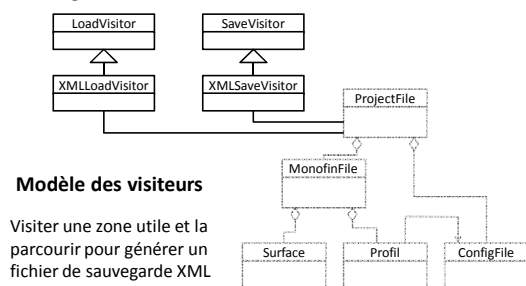 LoadVisitor
SaveVisitor
XMLLoadVisitor
XMLSaveVisitor
ProjectFile
MonofinFile
Modèle des visiteurs
Visiter une zone utile et la
parcourir pour générer un
fichier de sauvegarde XML
Surface
Profil
ConfigFile